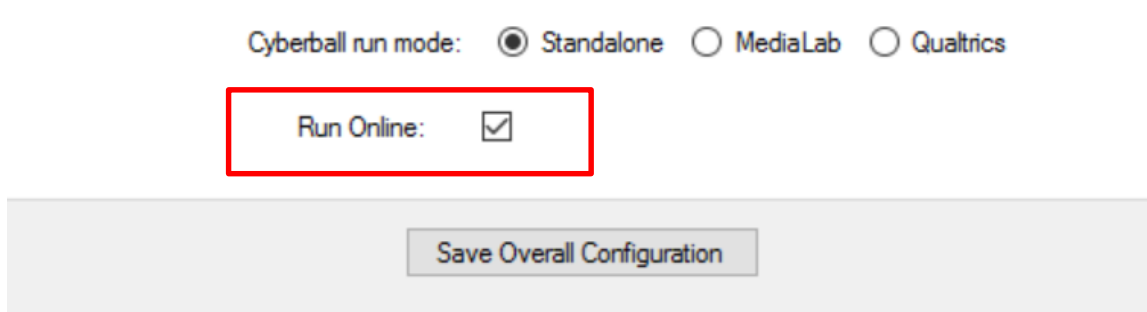 Cyberball run mode: Standalone MediaLab Qualtrics
Run Online:
Save Overall Configuration